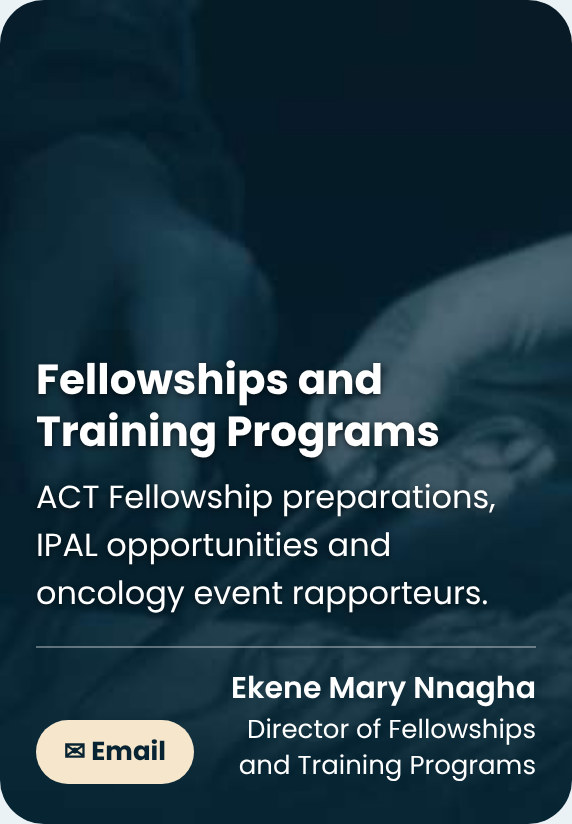 Fellowships and
Training Programs
ACT Fellowship preparations,
IPAL opportunities and
oncology event rapporteurs.
Ekene Mary Nnagha
Director of Fellowships
and Training Programs
✉ Email